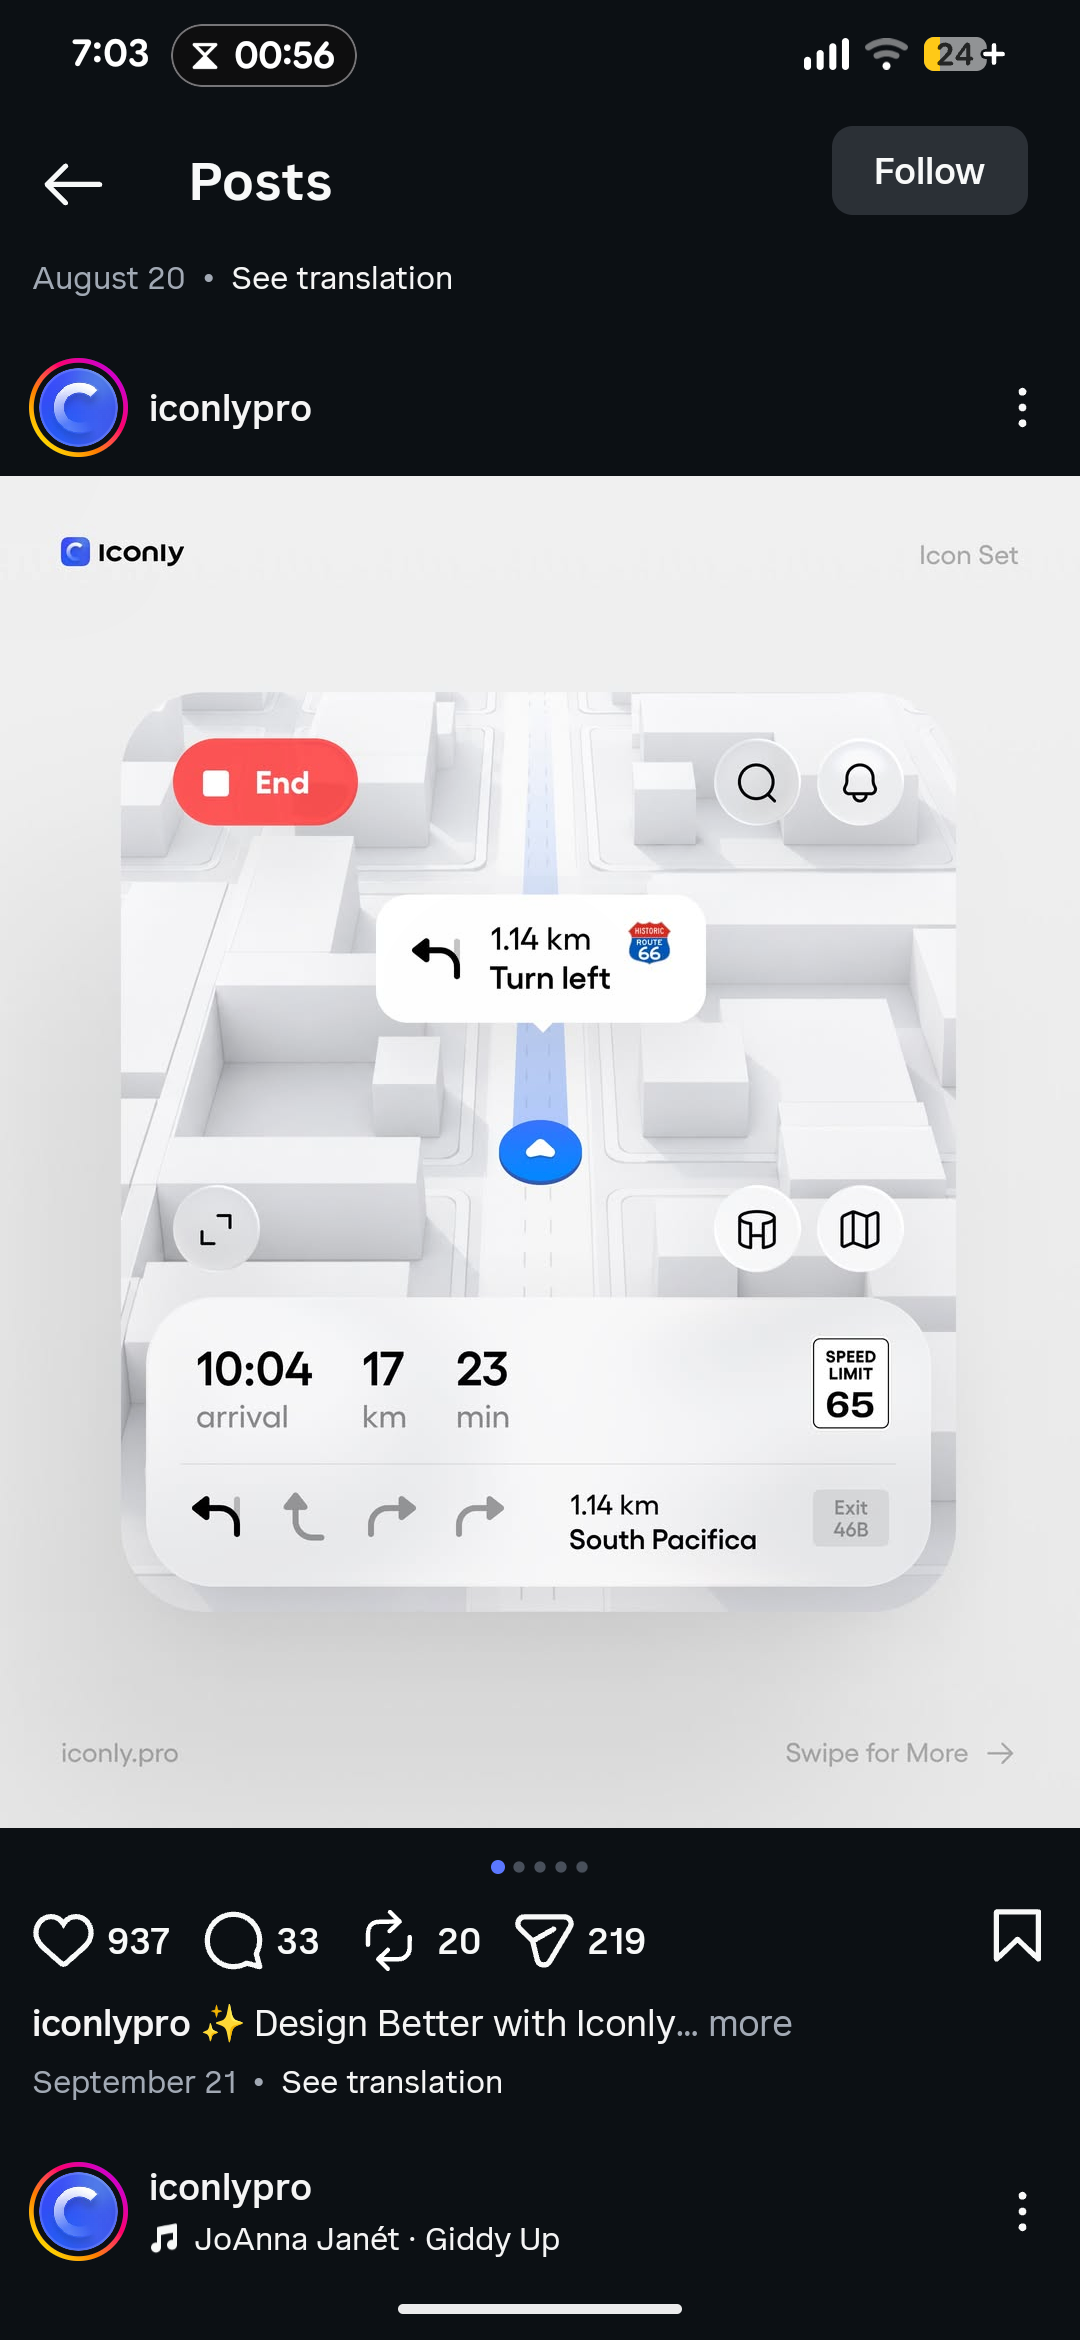 7:03
00:56
24+
Posts
Follow
August 20 • See translation
iconlypro
Iconly
Icon Set
End
1.14 km
Turn left
HISTORIC
ROUTE
66
10:04 17 23
arrival km min
SPEED
LIMIT
65
1.14 km
South Pacifica
Exit
46B
iconly.pro
Swipe for More →
937 33 20 219
iconlypro ✨ Design Better with Iconly... more
September 21 • See translation
iconlypro
JoAnna Janét · Giddy Up